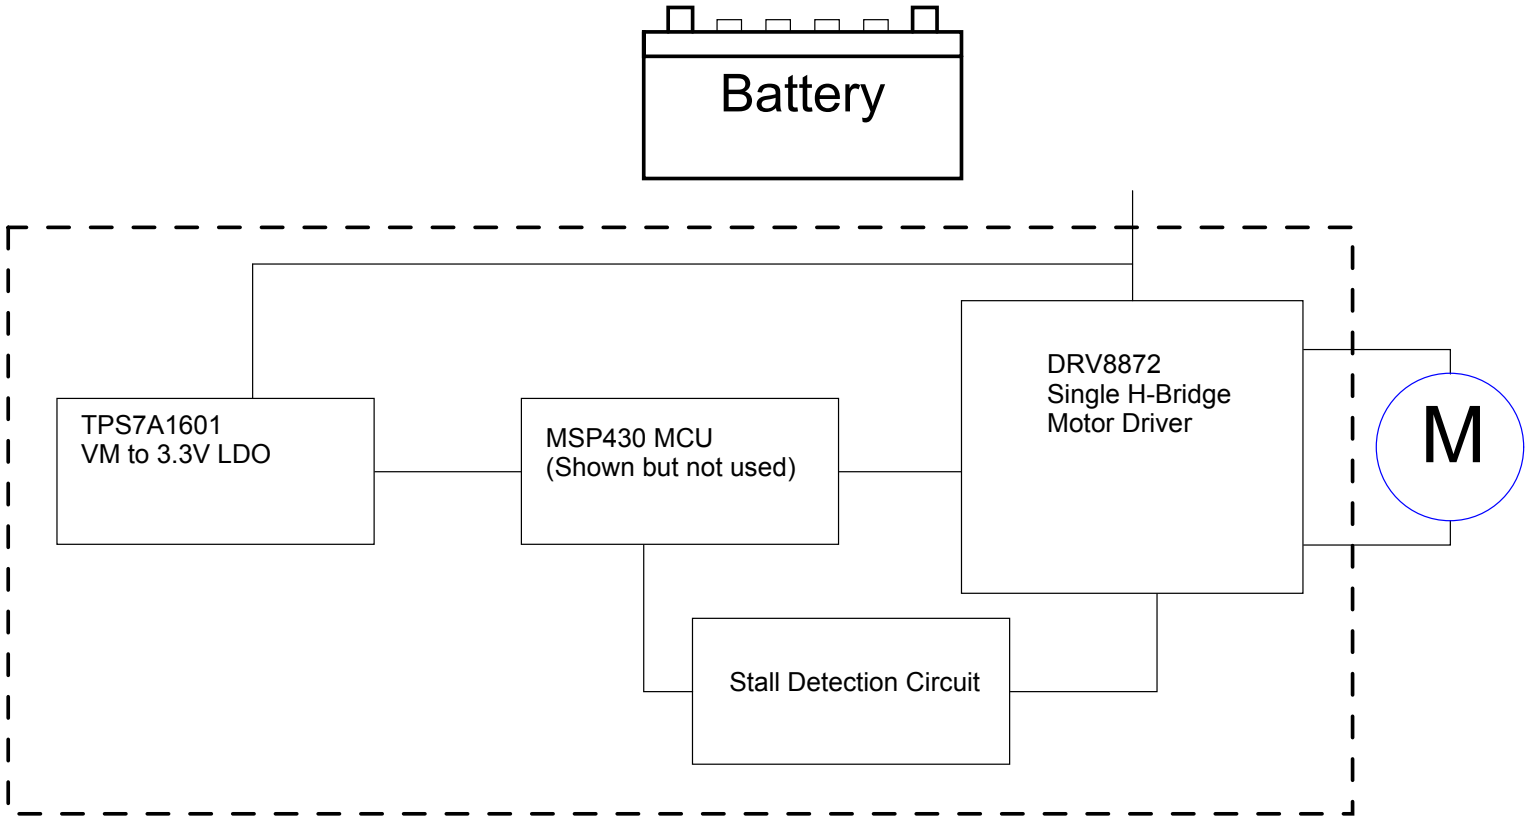 Battery
TPS7A1601
VM to 3.3V LDO
MSP430 MCU
(Shown but not used)
DRV8872
Single H-Bridge
Motor Driver
M
Stall Detection Circuit